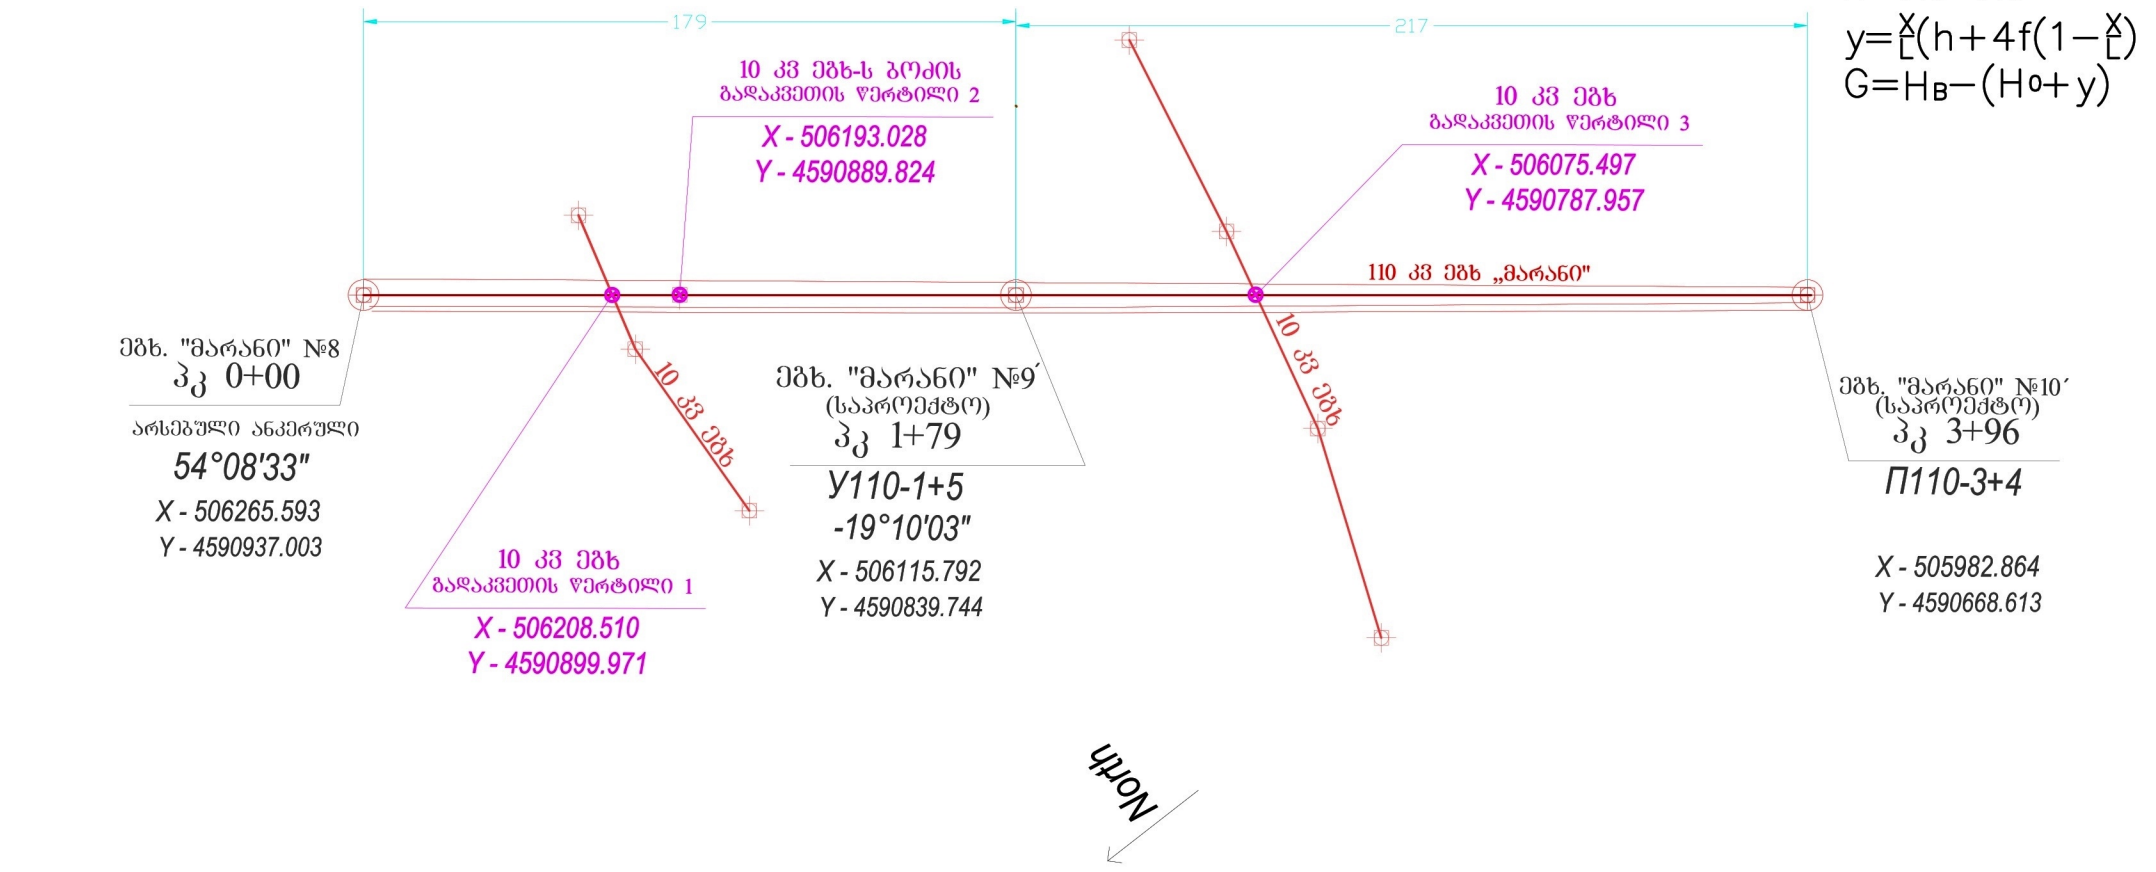 179
217
y=X/L(h+4f(1-X/L)
G=HB-(H0+y)
10 კვ ეგხ-ს ბოძის
გადაკვეთის წერტილი 2
X - 506193.028
Y - 4590889.824
10 კვ ეგხ
გადაკვეთის წერტილი 3
X - 506075.497
Y - 4590787.957
110 კვ ეგხ „მარანი"
ეგხ. "მარანი" №8
პკ 0+00
არსებული ანკერული
54°08'33"
X - 506265.593
Y - 4590937.003
10 კვ ეგხ
10 კვ ეგხ
გადაკვეთის წერტილი 1
X - 506208.510
Y - 4590899.971
ეგხ. "მარანი" №9′
(საპროექტო)
პკ 1+79
У110-1+5
-19°10'03"
X - 506115.792
Y - 4590839.744
10 კვ ეგხ
ეგხ. "მარანი" №10′
(საპროექტო)
პკ 3+96
П110-3+4
X - 505982.864
Y - 4590668.613
North